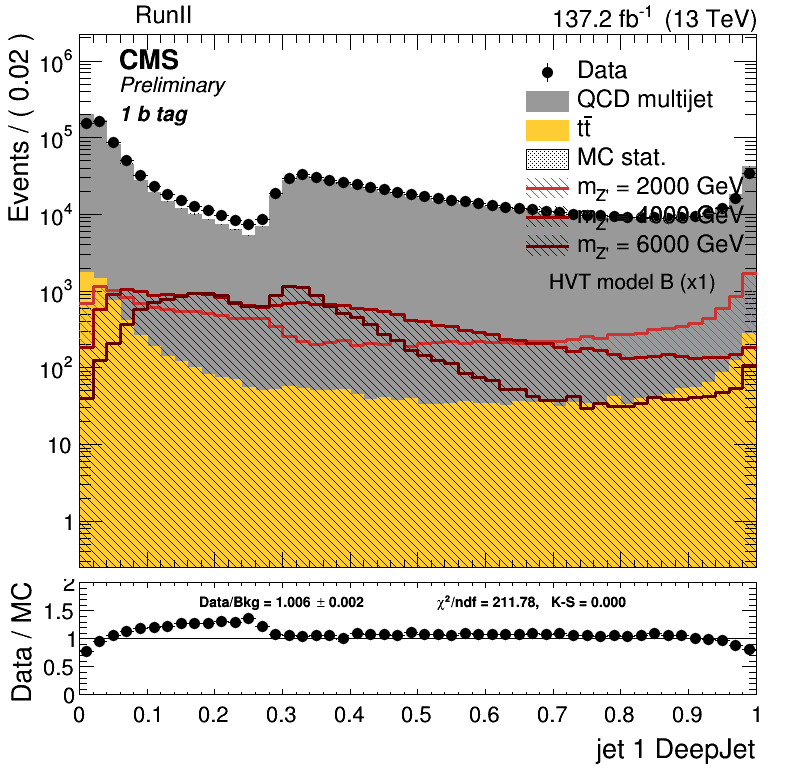 RunII
137.2 fb⁻¹ (13 TeV)
Events / ( 0.02 )
CMS
Preliminary
1 b tag
Data
QCD multijet
tt̄
MC stat.
m_Z' = 2000 GeV
m_Z' = 4000 GeV
m_Z' = 6000 GeV
HVT model B (x1)
10⁶
10⁵
10⁴
10³
10²
10
1
Data / MC
Data/Bkg = 1.006 ± 0.002
χ²/ndf = 211.78, K-S = 0.000
2
1.5
1
0.5
0
0 0.1 0.2 0.3 0.4 0.5 0.6 0.7 0.8 0.9 1
jet 1 DeepJet